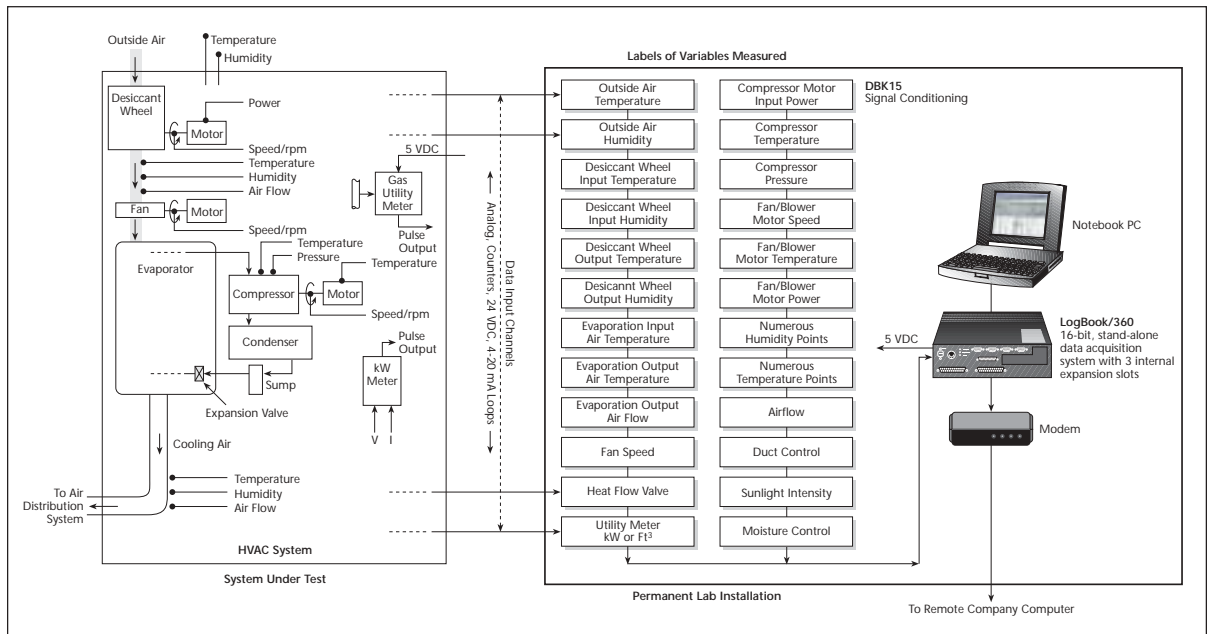 Outside Air
Temperature
Humidity
Desiccant
Wheel
Power
Motor
Speed/rpm
Temperature
Humidity
Air Flow
Fan
Motor
Speed/rpm
Evaporator
Temperature
Pressure
Temperature
Compressor
Motor
Speed/rpm
Condenser
Sump
Expansion Valve
Cooling Air
To Air
Distribution
System
Temperature
Humidity
Air Flow
5 VDC
Gas
Utility
Meter
Pulse
Output
Pulse
Output
kW
Meter
V
I
HVAC System
System Under Test
Data Input Channels
Analog, Counters, 24 VDC, 4-20 mA Loops
Labels of Variables Measured
Outside Air
Temperature
Outside Air
Humidity
Desiccant Wheel
Input Temperature
Desiccant Wheel
Input Humidity
Desiccant Wheel
Output Temperature
Desicannt Wheel
Output Humidity
Evaporation Input
Air Temperature
Evaporation Output
Air Temperature
Evaporation Output
Air Flow
Fan Speed
Heat Flow Valve
Utility Meter
kW or Ft³
Compressor Motor
Input Power
Compressor
Temperature
Compressor
Pressure
Fan/Blower
Motor Speed
Fan/Blower
Motor Temperature
Fan/Blower
Motor Power
Numerous
Humidity Points
Numerous
Temperature Points
Airflow
Duct Control
Sunlight Intensity
Moisture Control
DBK15
Signal Conditioning
Notebook PC
5 VDC
LogBook/360
16-bit, stand-alone
data acquisition
system with 3 internal
expansion slots
Modem
Permanent Lab Installation
To Remote Company Computer